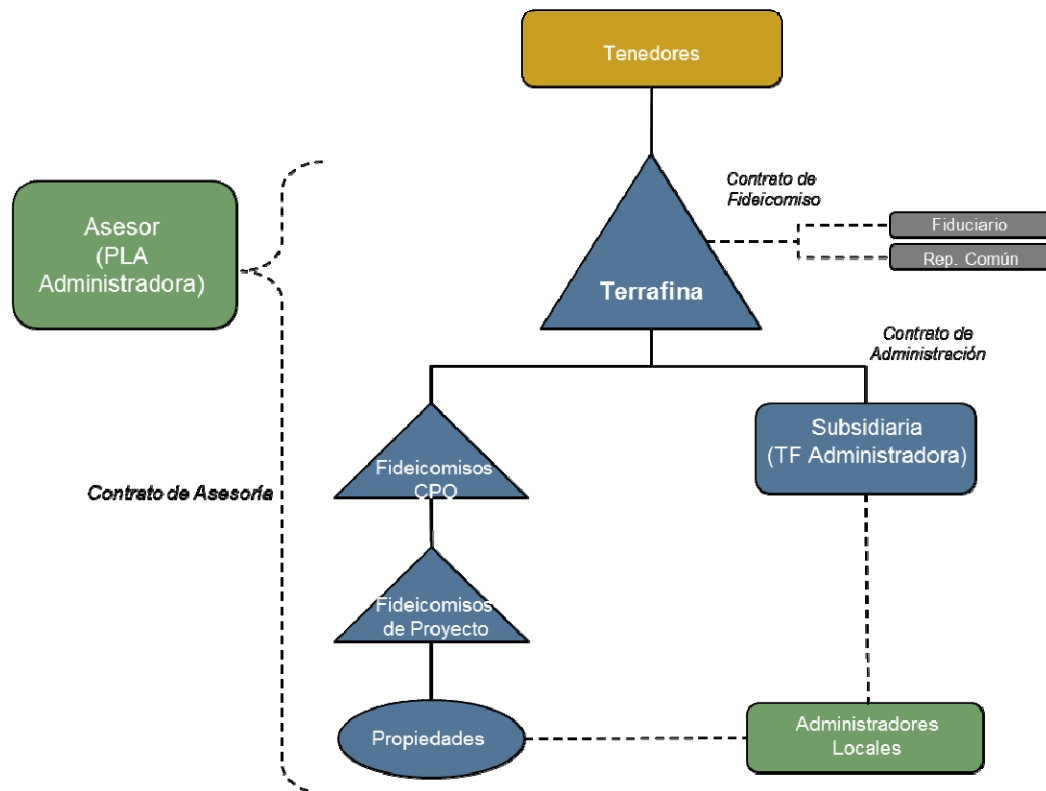 Tenedores
Contrato de
Fideicomiso
Fiduciario
Rep. Común
Asesor
(PLA
Administradora)
Terrafina
Contrato de
Administración
Subsidiaria
(TF Administradora)
Fideicomisos
CPO
Contrato de Asesoría
Fideicomisos
de Proyecto
Propiedades
Administradores
Locales